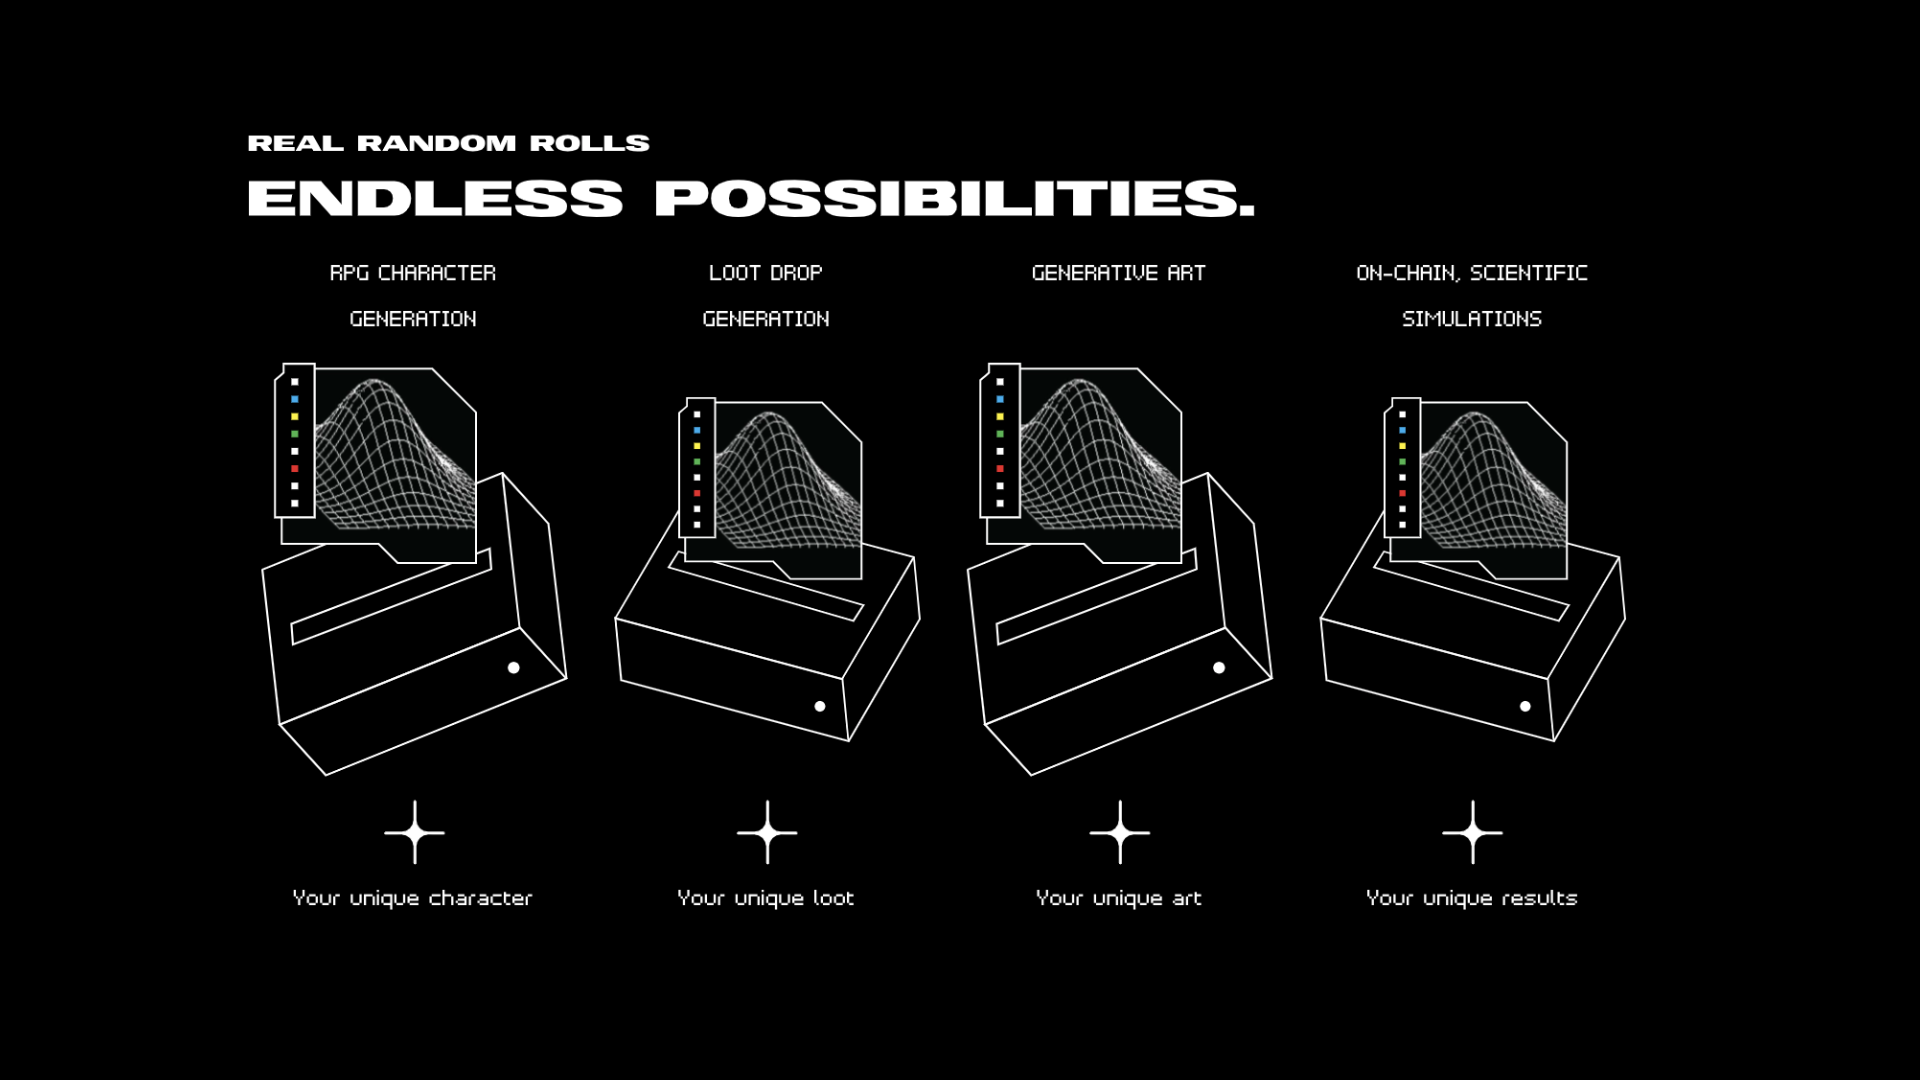 REAL RANDOM ROLLS
ENDLESS POSSIBILITIES.
RPG CHARACTER
GENERATION
LOOT DROP
GENERATION
GENERATIVE ART
ON-CHAIN, SCIENTIFIC
SIMULATIONS
Your unique character
Your unique loot
Your unique art
Your unique results